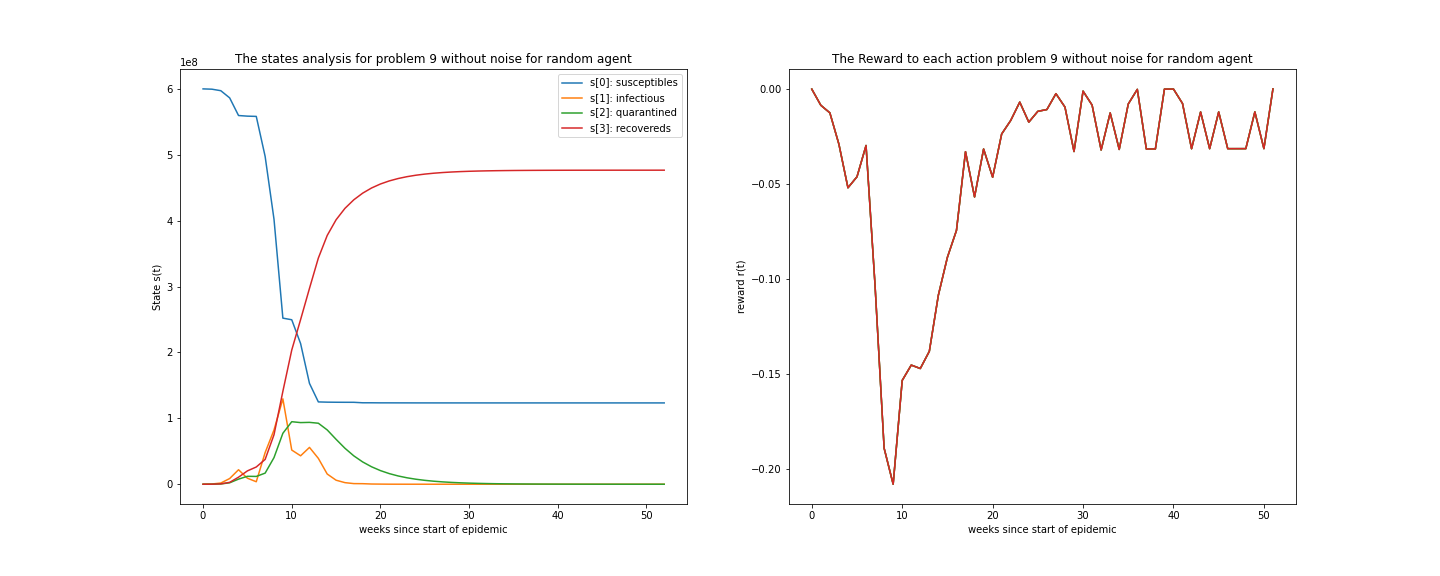 The states analysis for problem 9 without noise for random agent
1e8
s[0]: susceptibles
s[1]: infectious
s[2]: quarantined
s[3]: recovereds
State s(t)
6
5
4
3
2
1
0
0 10 20 30 40 50
weeks since start of epidemic
The Reward to each action problem 9 without noise for random agent
reward r(t)
0.00
−0.05
−0.10
−0.15
−0.20
0 10 20 30 40 50
weeks since start of epidemic